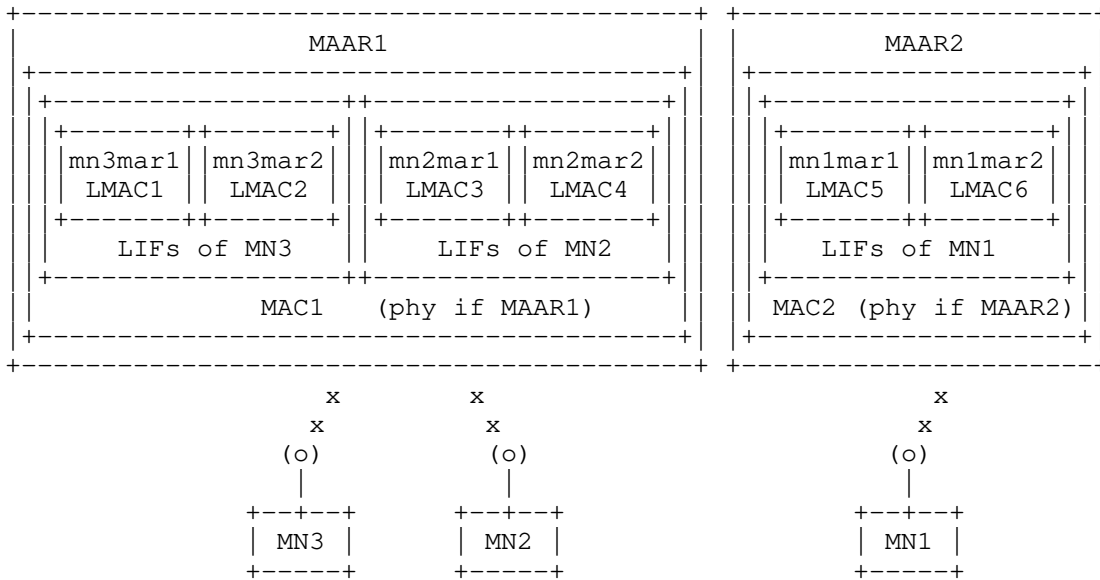 MAAR1 MAAR2
mn3mar1 mn3mar2 mn2mar1 mn2mar2 mn1mar1 mn1mar2
LMAC1 LMAC2 LMAC3 LMAC4 LMAC5 LMAC6
LIFs of MN3 LIFs of MN2 LIFs of MN1
MAC1 (phy if MAAR1) MAC2 (phy if MAAR2)
x x x
x x x
(o) (o) (o)
MN3 MN2 MN1